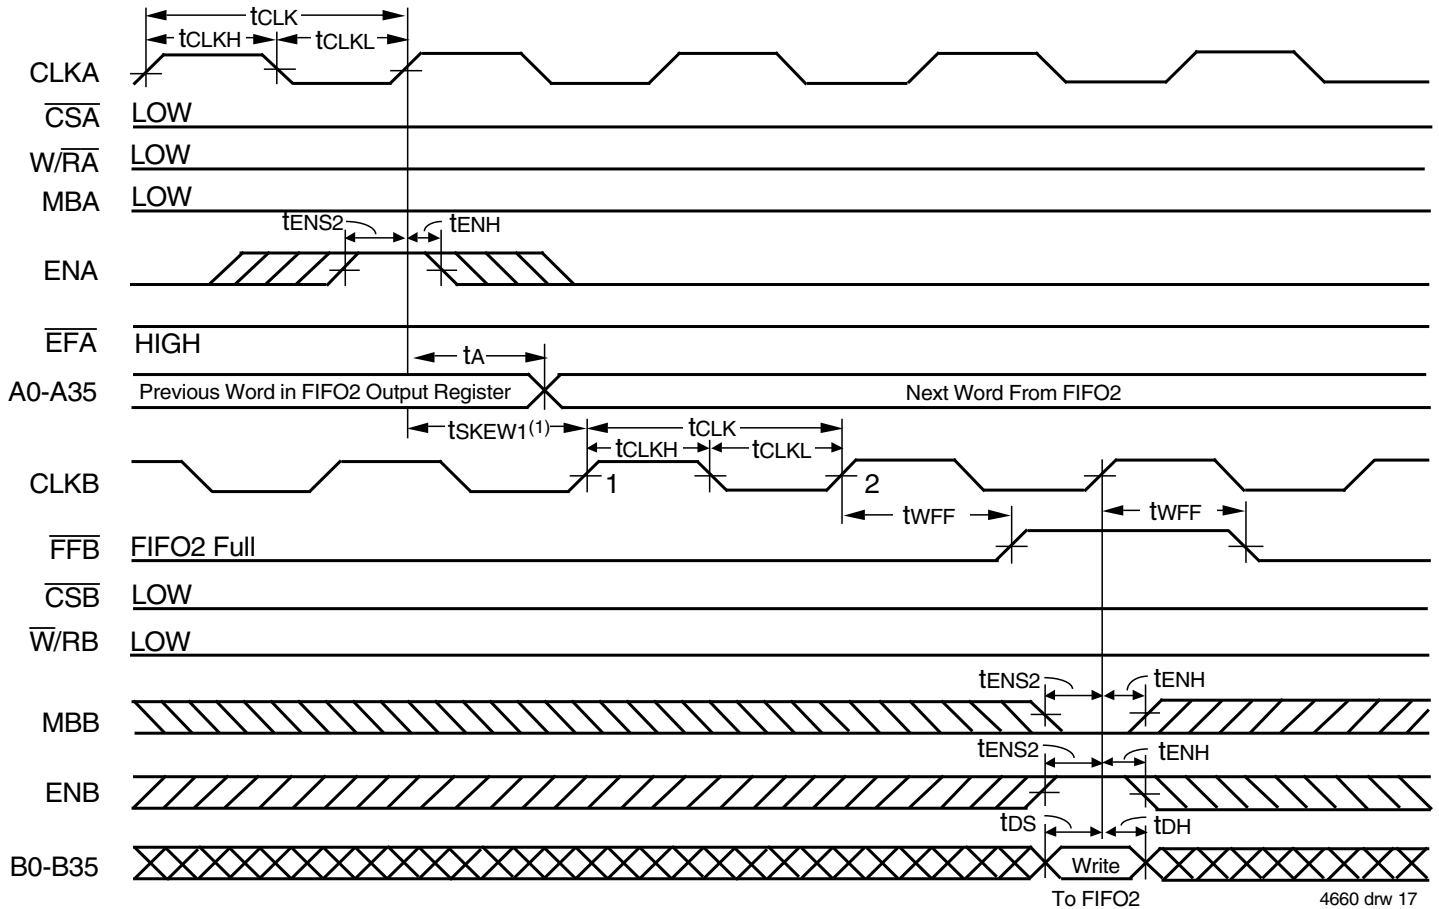 tCLK
tCLKH tCLKL
CLKA
CSA LOW
W/RA LOW
MBA LOW
tENS2 tENH
ENA
EFA HIGH
tA
A0-A35 Previous Word in FIFO2 Output Register Next Word From FIFO2
tSKEW1(1) tCLK
tCLKH tCLKL
CLKB 1 2
tWFF tWFF
FFB FIFO2 Full
CSB LOW
W/RB LOW
tENS2 tENH
MBB
tENS2 tENH
ENB
tDS tDH
B0-B35 Write
To FIFO2 4660 drw 17